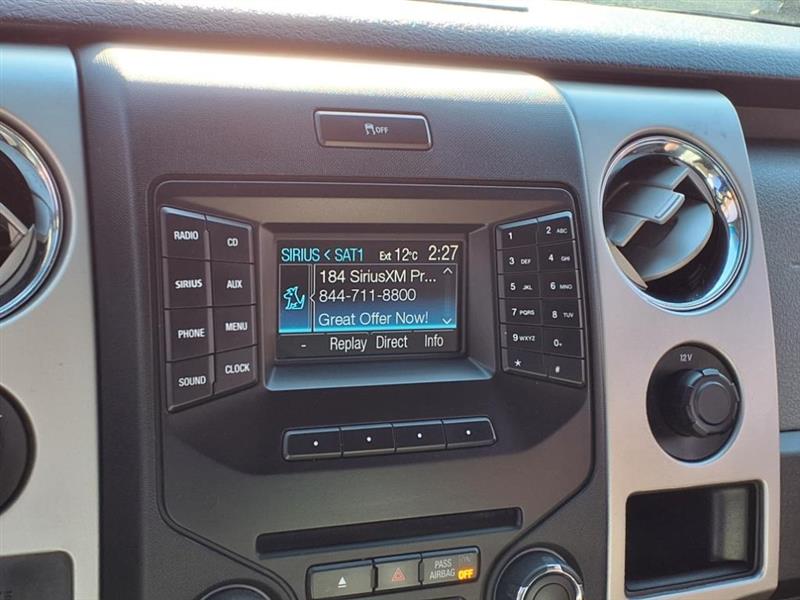 OFF
RADIO
CD
SIRIUS
AUX
PHONE
MENU
SOUND
CLOCK
SIRIUS < SAT1 Ext 12°C 2:27
184 SiriusXM Pr...
844-711-8800
Great Offer Now!
- Replay Direct Info
1
2 ABC
3 DEF
4 GHI
5 JKL
6 MNO
7 PQRS
8 TUV
9 WXYZ
0+
*
#
12V
PASS
AIRBAG OFF